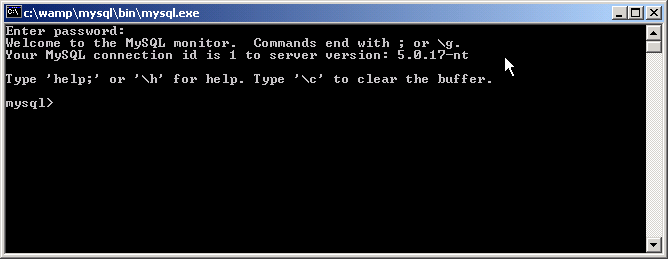 c:\wamp\mysql\bin\mysql.exe
Enter password:
Welcome to the MySQL monitor.  Commands end with ; or \g.
Your MySQL connection id is 1 to server version: 5.0.17-nt
Type 'help;' or '\h' for help. Type '\c' to clear the buffer.
mysql>